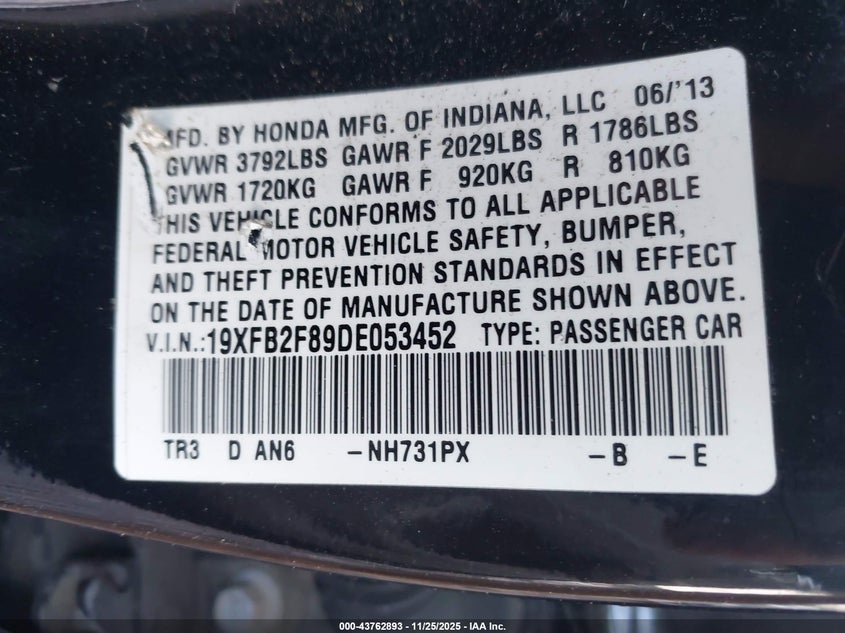 MFD. BY HONDA MFG. OF INDIANA, LLC 06/'13
GVWR 3792LBS GAWR F 2029LBS R 1786LBS
GVWR 1720KG GAWR F 920KG R 810KG
THIS VEHICLE CONFORMS TO ALL APPLICABLE
FEDERAL MOTOR VEHICLE SAFETY, BUMPER,
AND THEFT PREVENTION STANDARDS IN EFFECT
ON THE DATE OF MANUFACTURE SHOWN ABOVE.
V.I.N.:19XFB2F89DE053452 TYPE: PASSENGER CAR
TR3 D AN6 -NH731PX -B -E
000-43762893 - 11/25/2025 - IAA Inc.